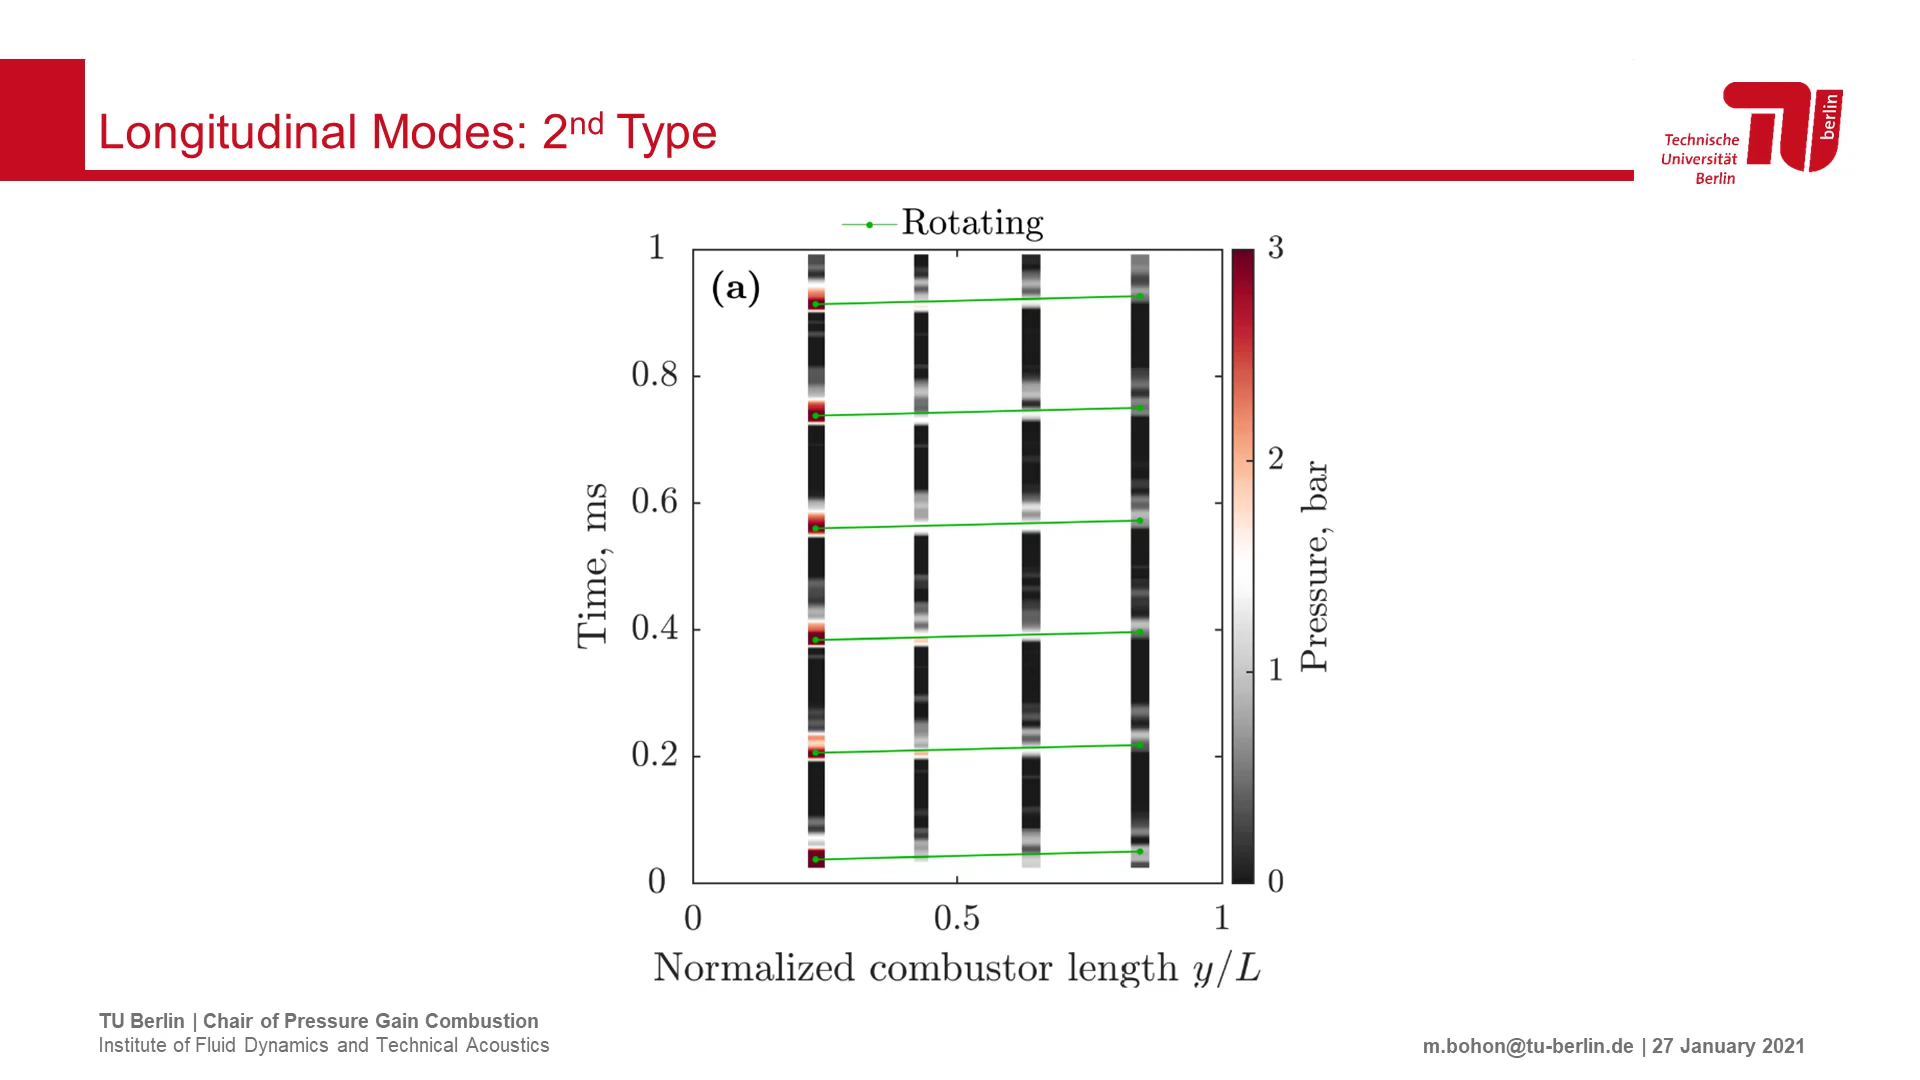 Longitudinal Modes: 2nd Type
Technische
Universität
Berlin
berlin
Rotating
(a)
1
0.8
0.6
0.4
0.2
0
Time, ms
0
0.5
1
Normalized combustor length y/L
3
2
1
0
Pressure, bar
TU Berlin | Chair of Pressure Gain Combustion
Institute of Fluid Dynamics and Technical Acoustics
m.bohon@tu-berlin.de | 27 January 2021